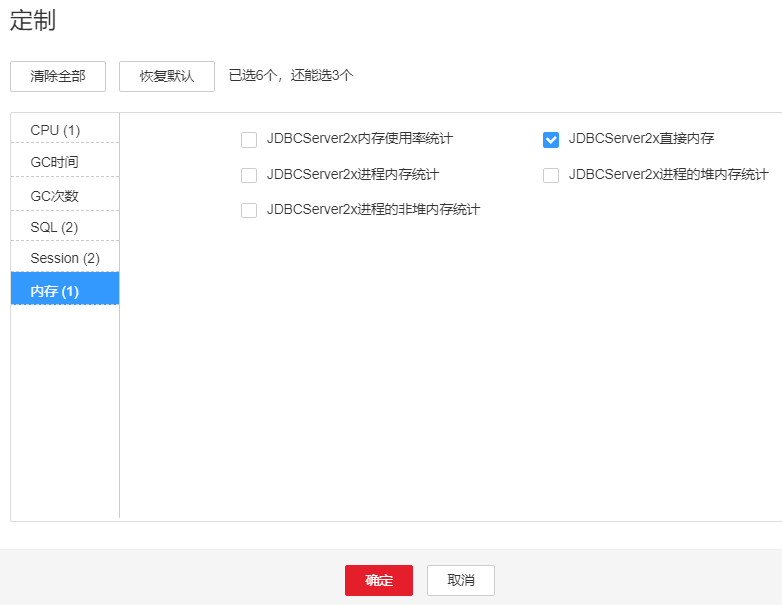 定制
清除全部 恢复默认 已选6个，还能选3个
CPU (1)
GC时间
GC次数
SQL (2)
Session (2)
内存 (1)
JDBCServer2x内存使用率统计 JDBCServer2x直接内存
JDBCServer2x进程内存统计 JDBCServer2x进程的堆内存统计
JDBCServer2x进程的非堆内存统计
确定 取消